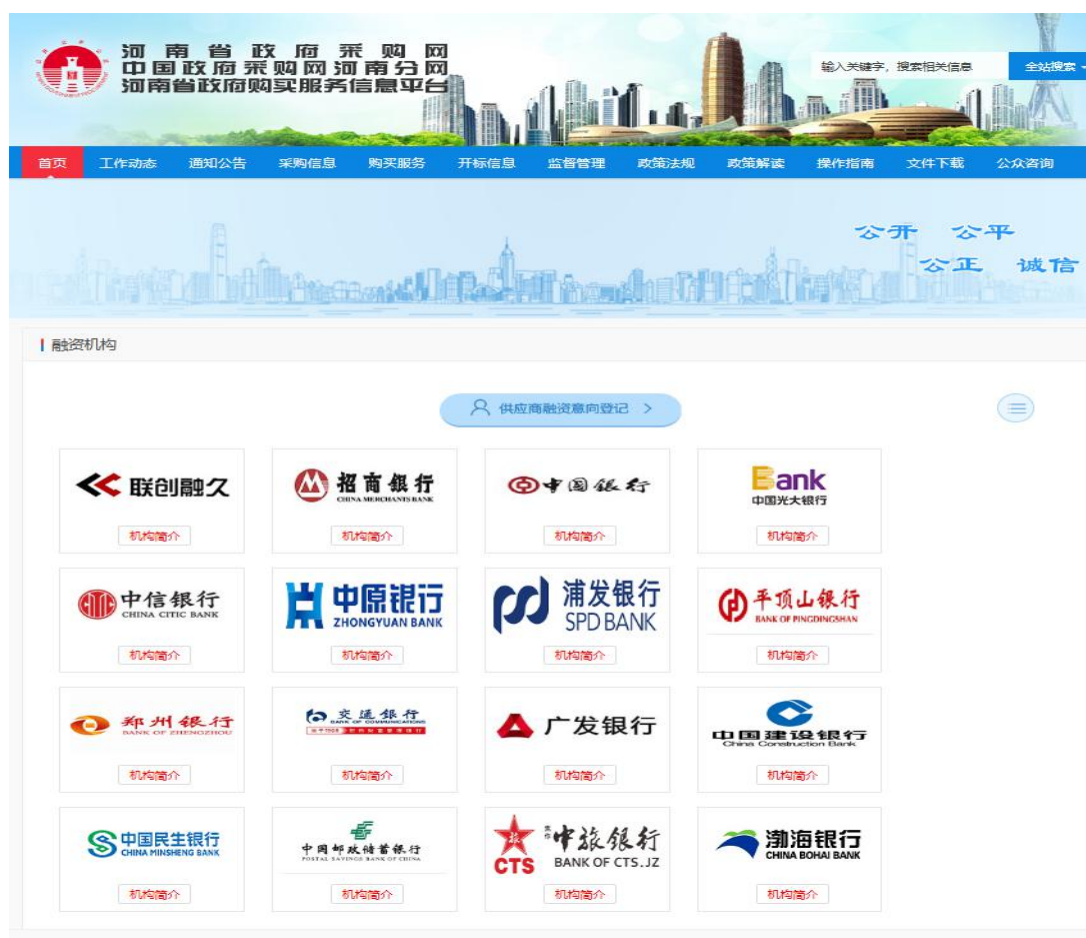 河南省政府采购网
中国政府采购网河南分网
河南省政府购买服务信息平台
输入关键字，搜索相关信息 全站搜索
首页 工作动态 通知公告 采购信息 购买服务 开标信息 监督管理 政策法规 政策解读 操作指南 文件下载 公众咨询
公开 公平
公正 诚信
融资机构
供应商融资意向登记 >
联创融久 招商银行 中国银行 Bank
CHINA MERCHANTS BANK 中国光大银行
机构简介 机构简介 机构简介 机构简介
中信银行 中原银行 浦发银行 平顶山银行
CHINA CITIC BANK ZHONGYUAN BANK SPD BANK BANK OF PINGDINGSHAN
机构简介 机构简介 机构简介 机构简介
郑州银行 交通银行 广发银行 中国建设银行
BANK OF ZHENGZHOU BANK OF COMMUNICATIONS China Construction Bank
机构简介 机构简介 机构简介 机构简介
中国民生银行 中国邮政储蓄银行 焦作中旅银行 渤海银行
CHINA MINSHENG BANK POSTAL SAVINGS BANK OF CHINA CTS BANK OF CTS.JZ CHINA BOHAI BANK
机构简介 机构简介 机构简介 机构简介